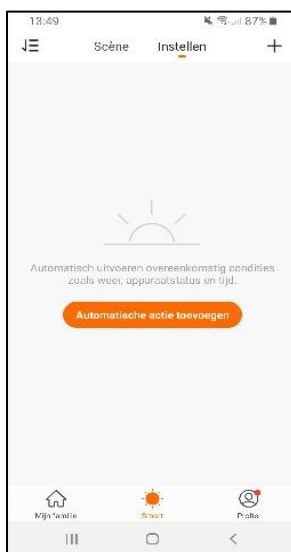 13:49 87%
Scène Instellen
Automatisch uitvoeren overeenkomstig condities
zoals weer, apparaatstatus en tijd.
Automatische actie toevoegen
Mijn familie Smart Profile